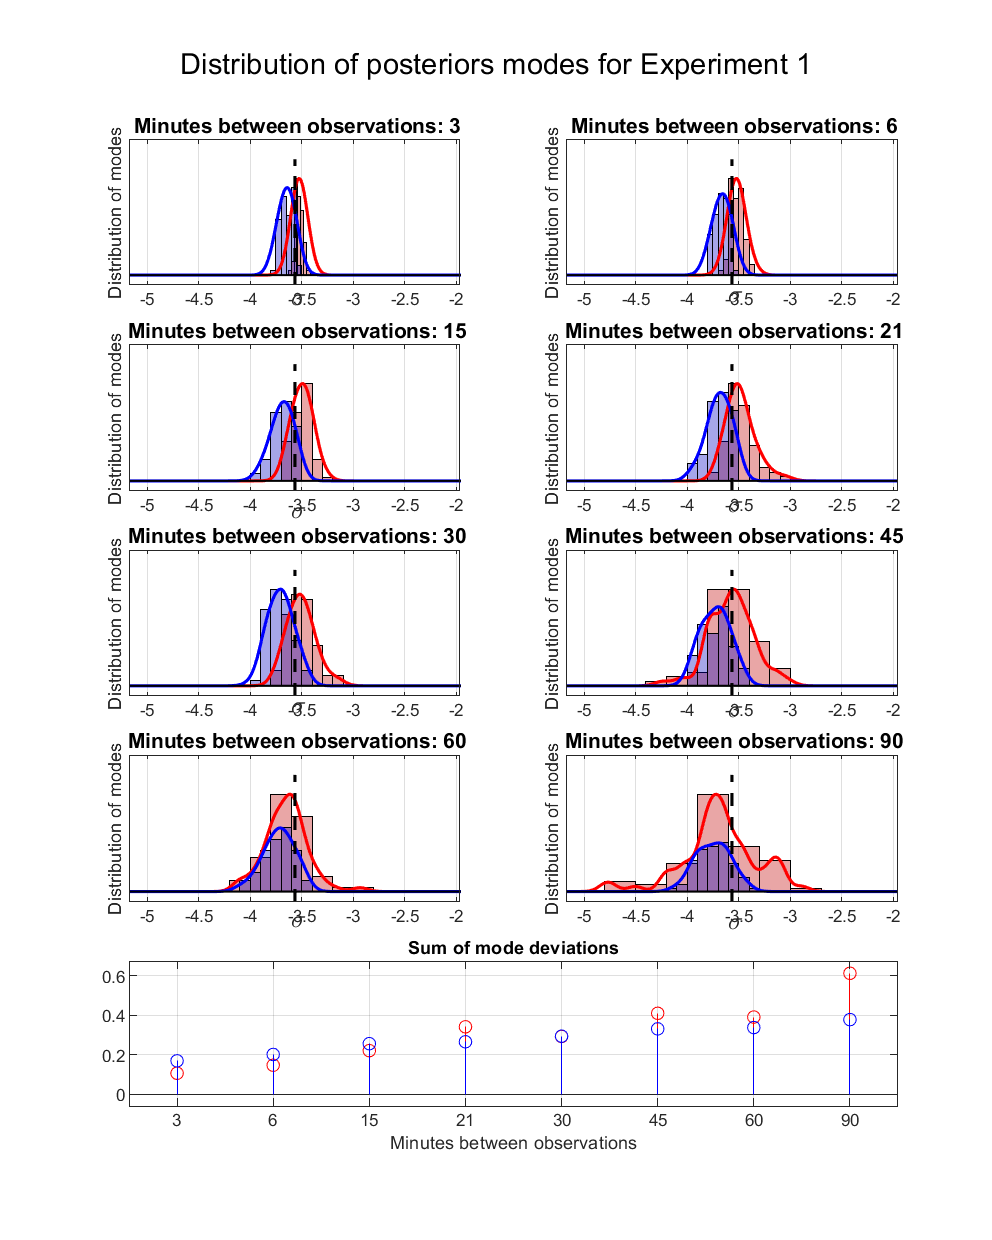 Distribution of posteriors modes for Experiment 1
Minutes between observations: 3
Distribution of modes
-5 -4.5 -4 -3.5 -3 -2.5 -2
σ
Minutes between observations: 6
Distribution of modes
-5 -4.5 -4 -3.5 -3 -2.5 -2
σ
Minutes between observations: 15
Distribution of modes
-5 -4.5 -4 -3.5 -3 -2.5 -2
σ
Minutes between observations: 21
Distribution of modes
-5 -4.5 -4 -3.5 -3 -2.5 -2
σ
Minutes between observations: 30
Distribution of modes
-5 -4.5 -4 -3.5 -3 -2.5 -2
σ
Minutes between observations: 45
Distribution of modes
-5 -4.5 -4 -3.5 -3 -2.5 -2
σ
Minutes between observations: 60
Distribution of modes
-5 -4.5 -4 -3.5 -3 -2.5 -2
σ
Minutes between observations: 90
Distribution of modes
-5 -4.5 -4 -3.5 -3 -2.5 -2
σ
Sum of mode deviations
0.6
0.4
0.2
0
3 6 15 21 30 45 60 90
Minutes between observations